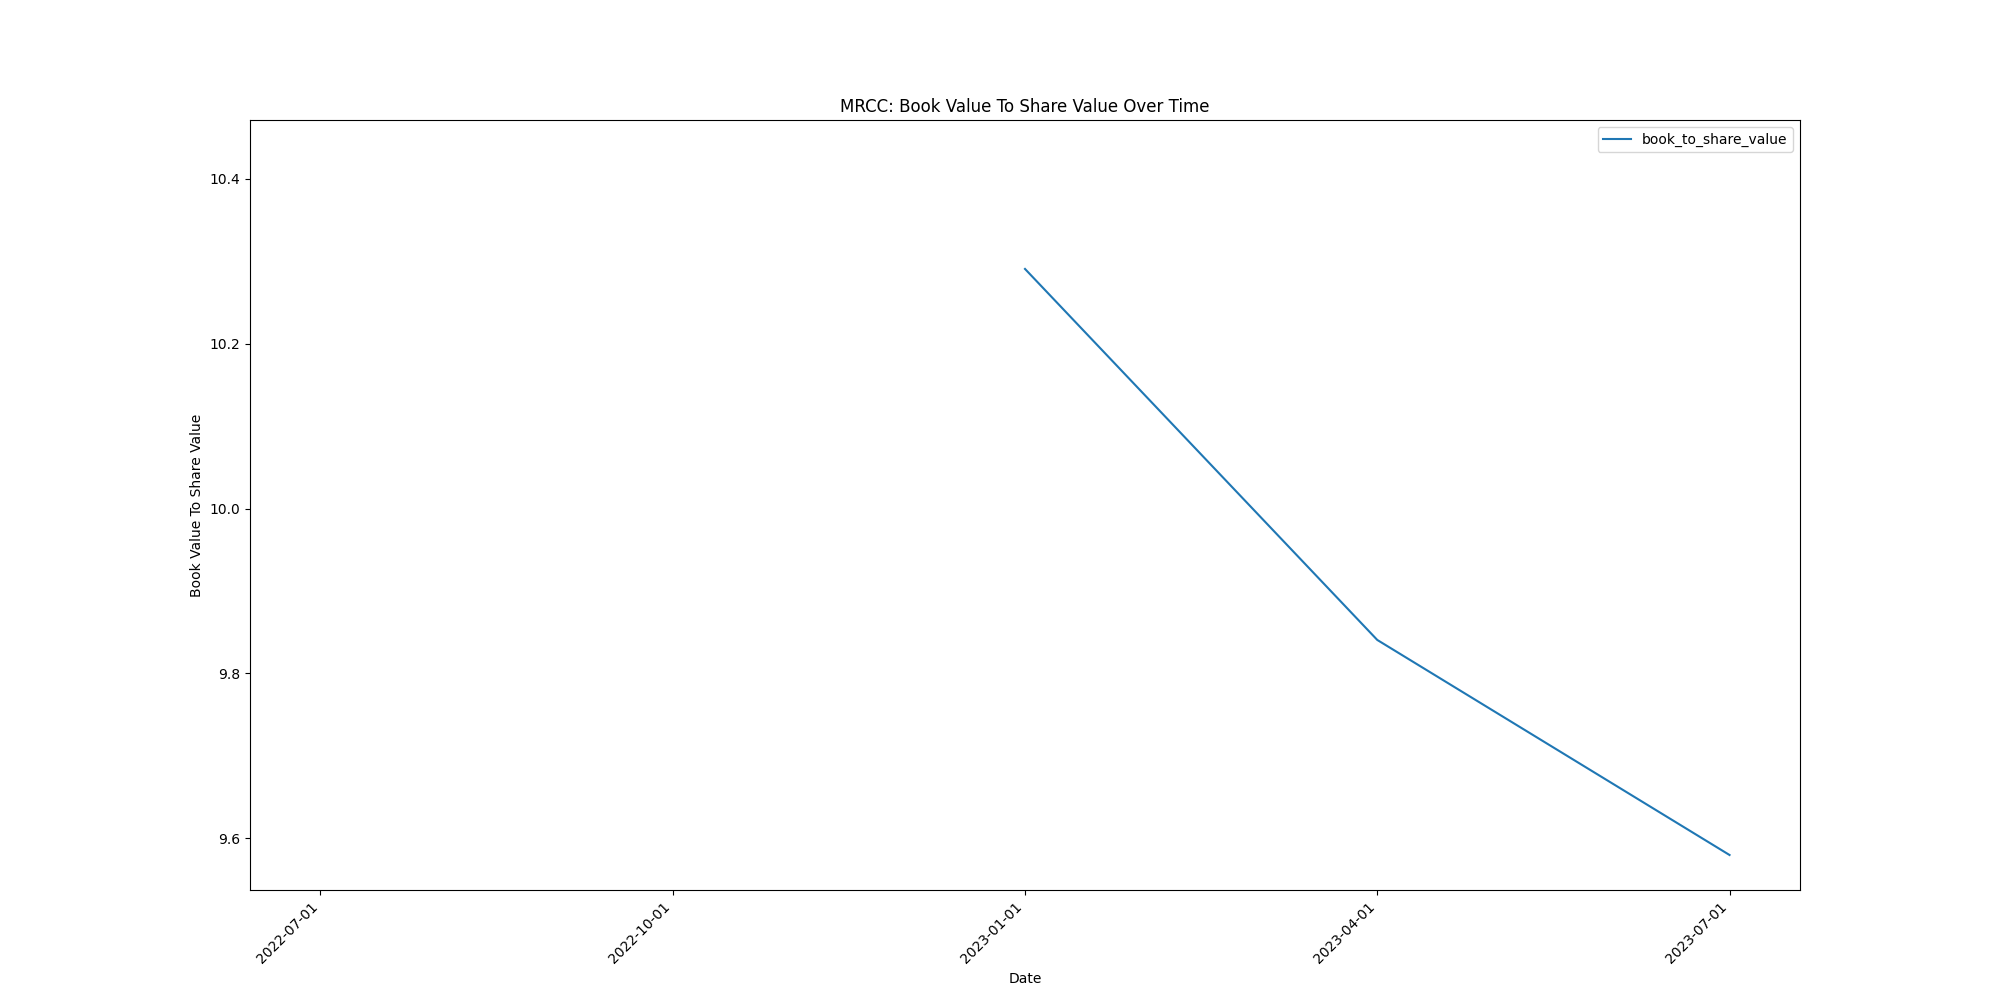 MRCC: Book Value To Share Value Over Time
book_to_share_value
Book Value To Share Value
10.4
10.2
10.0
9.8
9.6
2022-07-01
2022-10-01
2023-01-01
2023-04-01
2023-07-01
Date